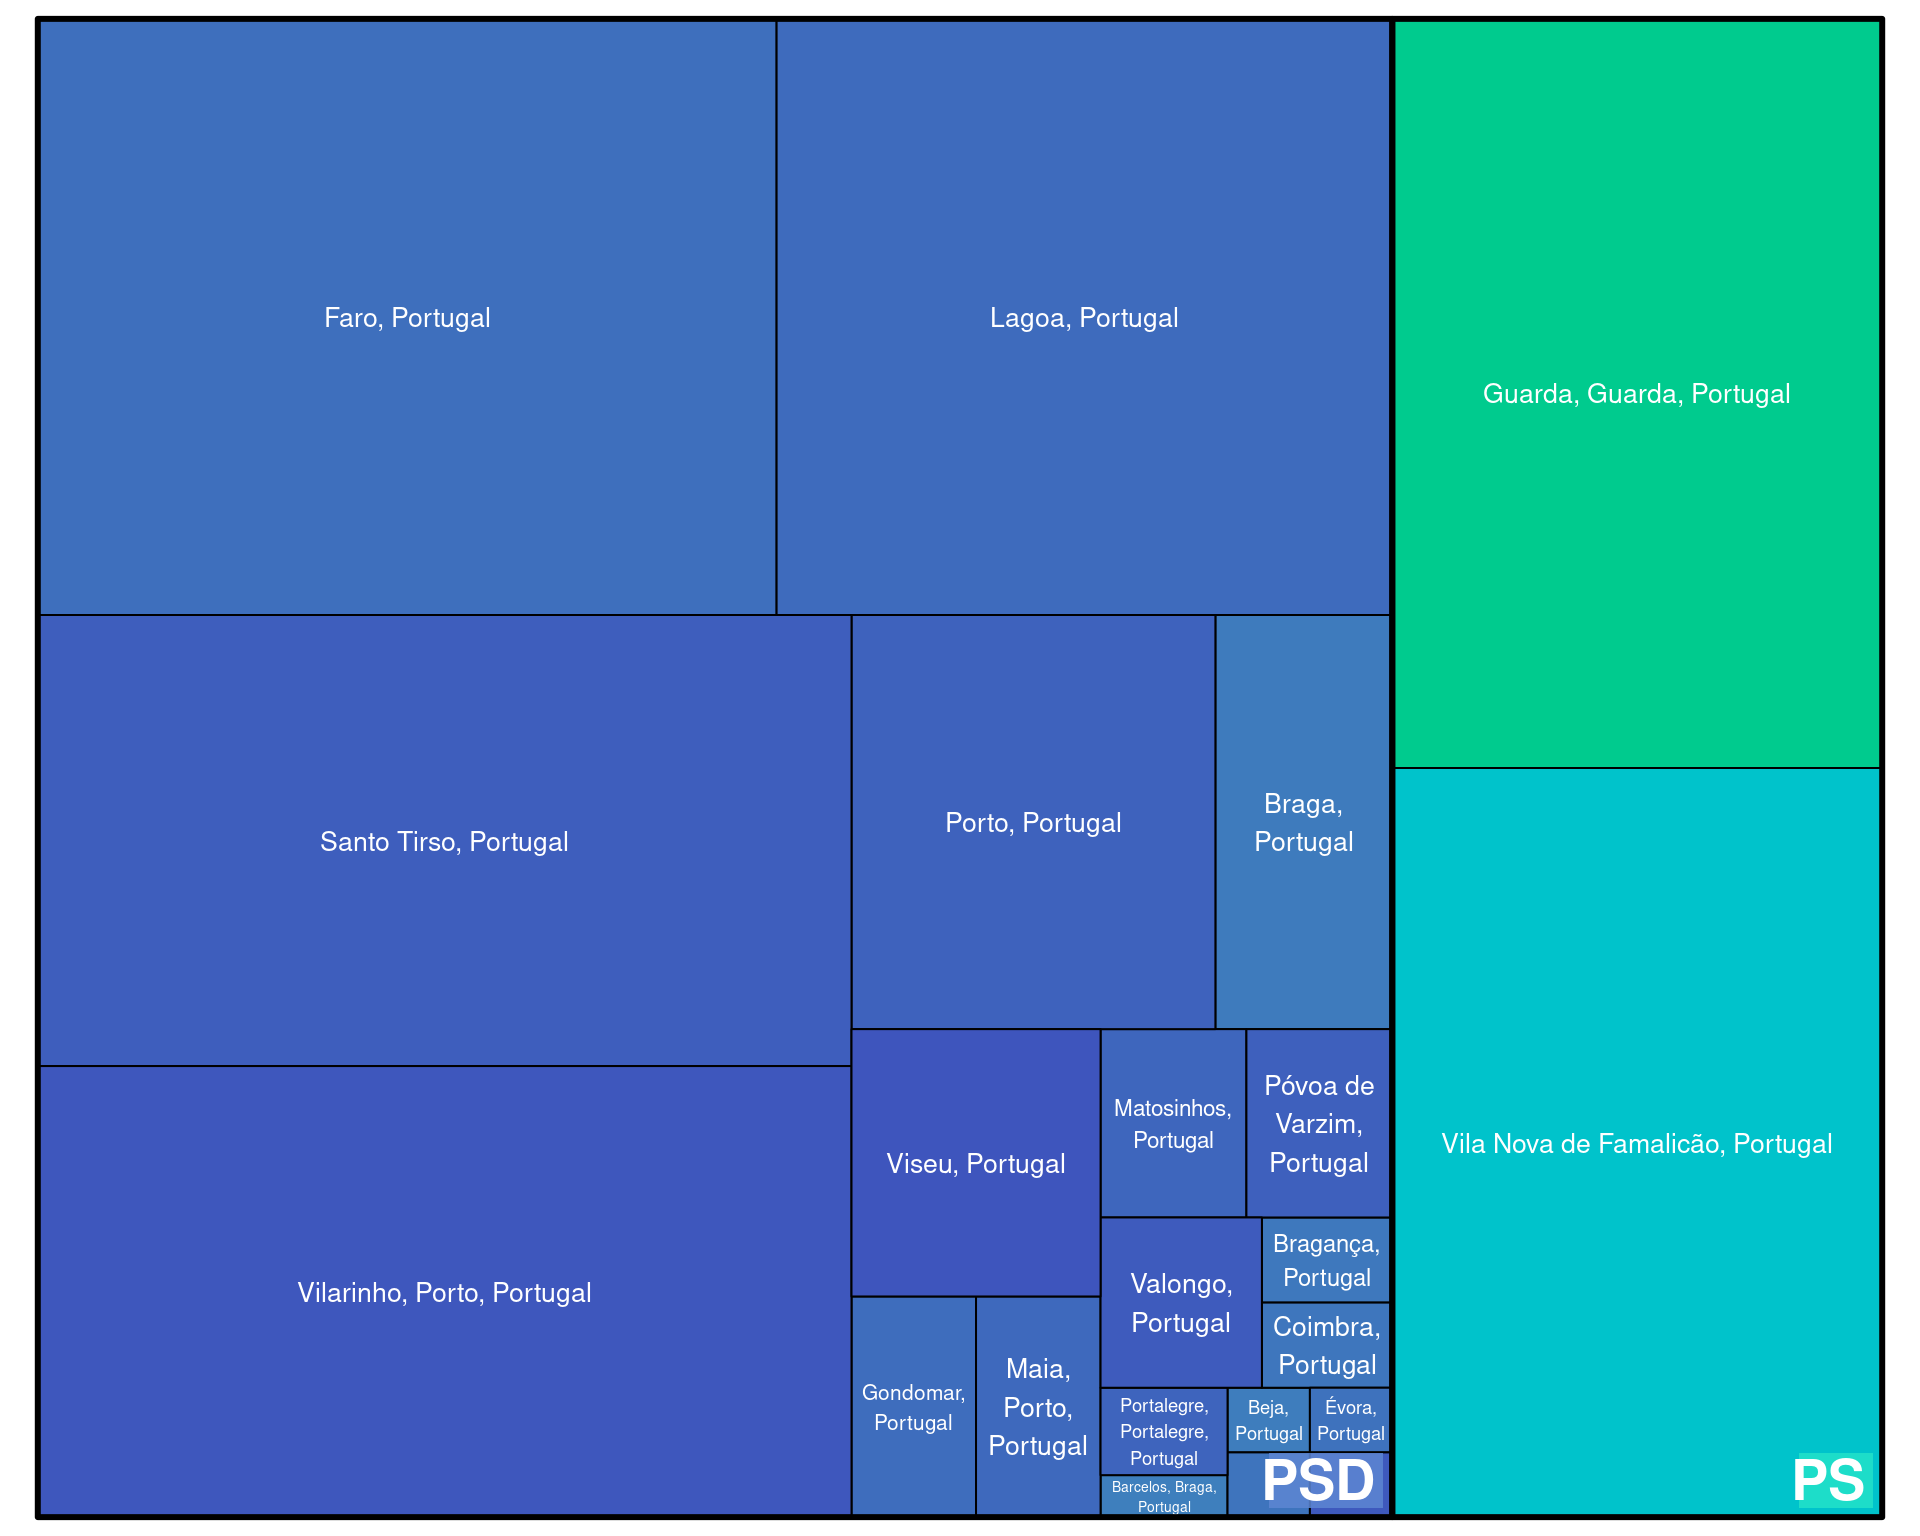 Faro, Portugal
Lagoa, Portugal
Guarda, Guarda, Portugal
Santo Tirso, Portugal
Porto, Portugal
Braga,
Portugal
Vilarinho, Porto, Portugal
Viseu, Portugal
Matosinhos,
Portugal
Póvoa de
Varzim,
Portugal
Vila Nova de Famalicão, Portugal
Valongo,
Portugal
Bragança,
Portugal
Coimbra,
Portugal
Gondomar,
Portugal
Maia,
Porto,
Portugal
Portalegre,
Portalegre,
Portugal
Beja,
Portugal
Évora,
Portugal
Barcelos, Braga,
Portugal
PSD
PS